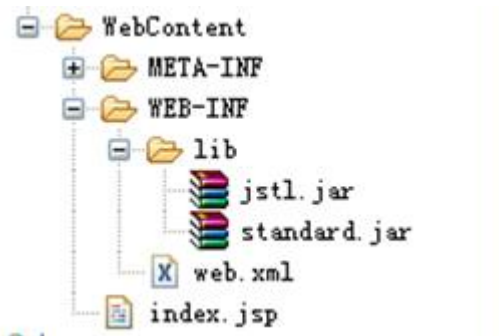 WebContent
META-INF
WEB-INF
lib
jstl.jar
standard.jar
web.xml
index.jsp